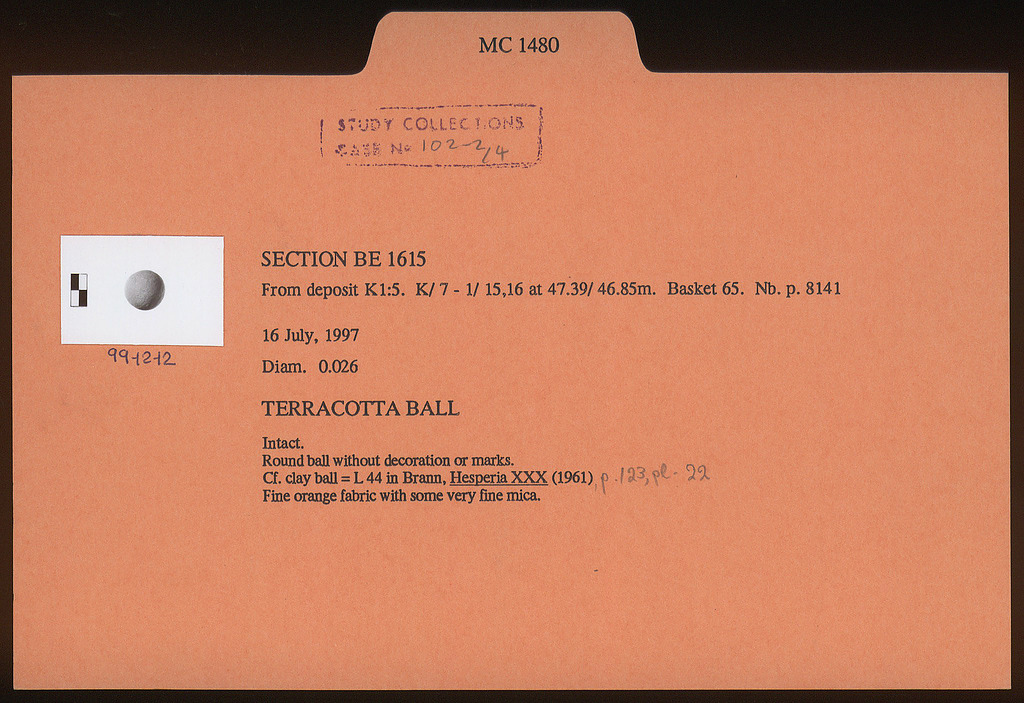 MC 1480
STUDY COLLECTIONS
CASE No 102-2/4
SECTION BE 1615
From deposit K1:5. K/ 7 - 1/ 15,16 at 47.39/ 46.85m. Basket 65. Nb. p. 8141
99-12-12
16 July, 1997
Diam. 0.026
TERRACOTTA BALL
Intact.
Round ball without decoration or marks.
Cf. clay ball = L 44 in Brann, Hesperia XXX (1961), p. 123, pl. 22
Fine orange fabric with some very fine mica.